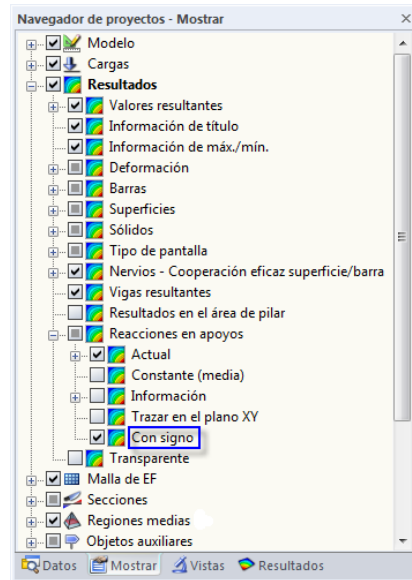 Navegador de proyectos - Mostrar
Modelo
Cargas
Resultados
Valores resultantes
Información de título
Información de máx./mín.
Deformación
Barras
Superficies
Sólidos
Tipo de pantalla
Nervios - Cooperación eficaz superficie/barra
Vigas resultantes
Resultados en el área de pilar
Reacciones en apoyos
Actual
Constante (media)
Información
Trazar en el plano XY
Con signo
Transparente
Malla de EF
Secciones
Regiones medias
Objetos auxiliares
Datos Mostrar Vistas Resultados